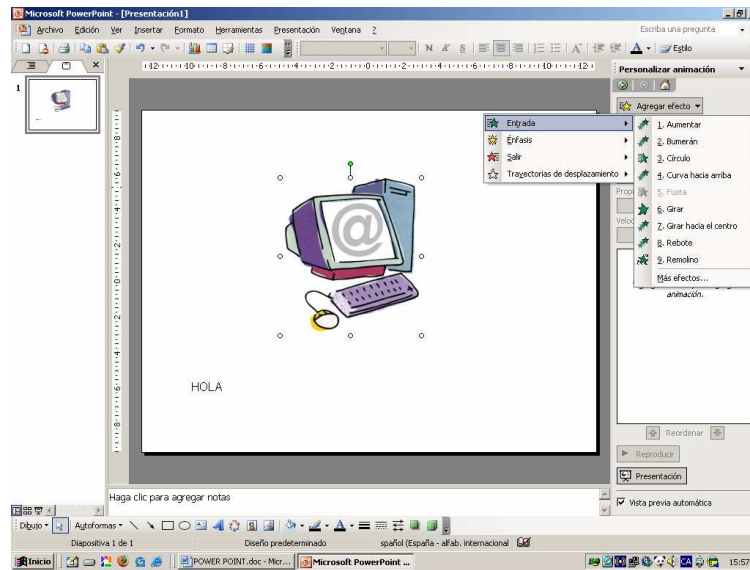 Microsoft PowerPoint - [Presentación1]
Archivo Edición Ver Insertar Formato Herramientas Presentación Ventana ?
Escriba una pregunta
N K S
Estilo
Personalizar animación
Agregar efecto
Entrada
Énfasis
Salir
Trayectorias de desplazamiento
1. Aumentar
2. Bumerán
3. Círculo
4. Curva hacia arriba
5. Fusta
6. Girar
7. Girar hacia el centro
8. Rebote
9. Remolino
Más efectos...
animación.
1
@
HOLA
Reordenar
Reproducir
Presentación
Vista previa automática
Haga clic para agregar notas
Dibujo
Autoformas
Diapositiva 1 de 1
Diseño predeterminado
spañol (España - alfab. internacional
Inicio
POWER POINT.doc - Micr...
Microsoft PowerPoint ...
CA
15:57